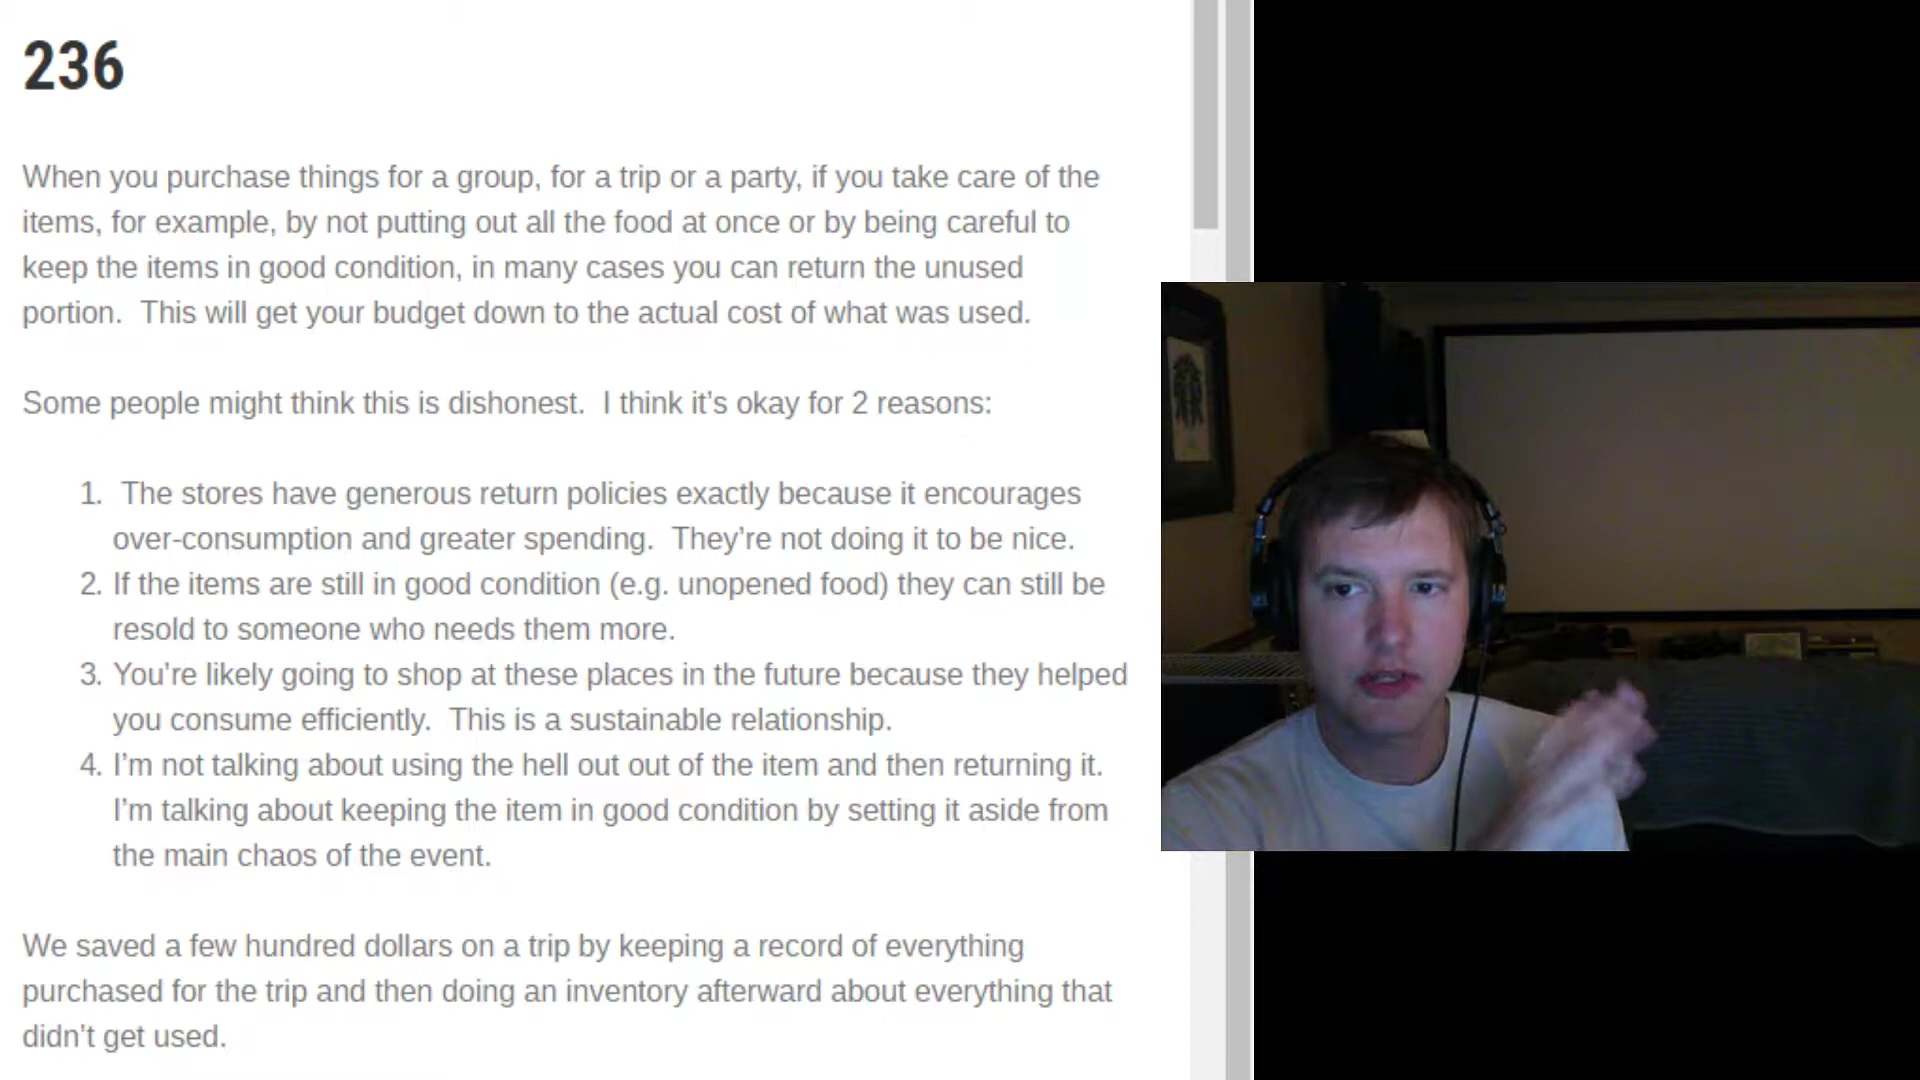 236
When you purchase things for a group, for a trip or a party, if you take care of the
items, for example, by not putting out all the food at once or by being careful to
keep the items in good condition, in many cases you can return the unused
portion.  This will get your budget down to the actual cost of what was used.
Some people might think this is dishonest.  I think it’s okay for 2 reasons:
1.  The stores have generous return policies exactly because it encourages
over-consumption and greater spending.  They’re not doing it to be nice.
2. If the items are still in good condition (e.g. unopened food) they can still be
resold to someone who needs them more.
3. You’re likely going to shop at these places in the future because they helped
you consume efficiently.  This is a sustainable relationship.
4. I’m not talking about using the hell out out of the item and then returning it.
I’m talking about keeping the item in good condition by setting it aside from
the main chaos of the event.
We saved a few hundred dollars on a trip by keeping a record of everything
purchased for the trip and then doing an inventory afterward about everything that
didn’t get used.